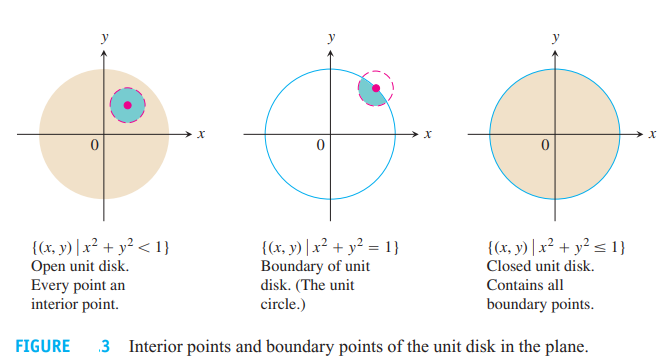 y
y
y
x
x
x
0
0
0
{(x, y) | x² + y² < 1}
Open unit disk.
Every point an
interior point.
{(x, y) | x² + y² = 1}
Boundary of unit
disk. (The unit
circle.)
{(x, y) | x² + y² ≤ 1}
Closed unit disk.
Contains all
boundary points.
FIGURE .3 Interior points and boundary points of the unit disk in the plane.